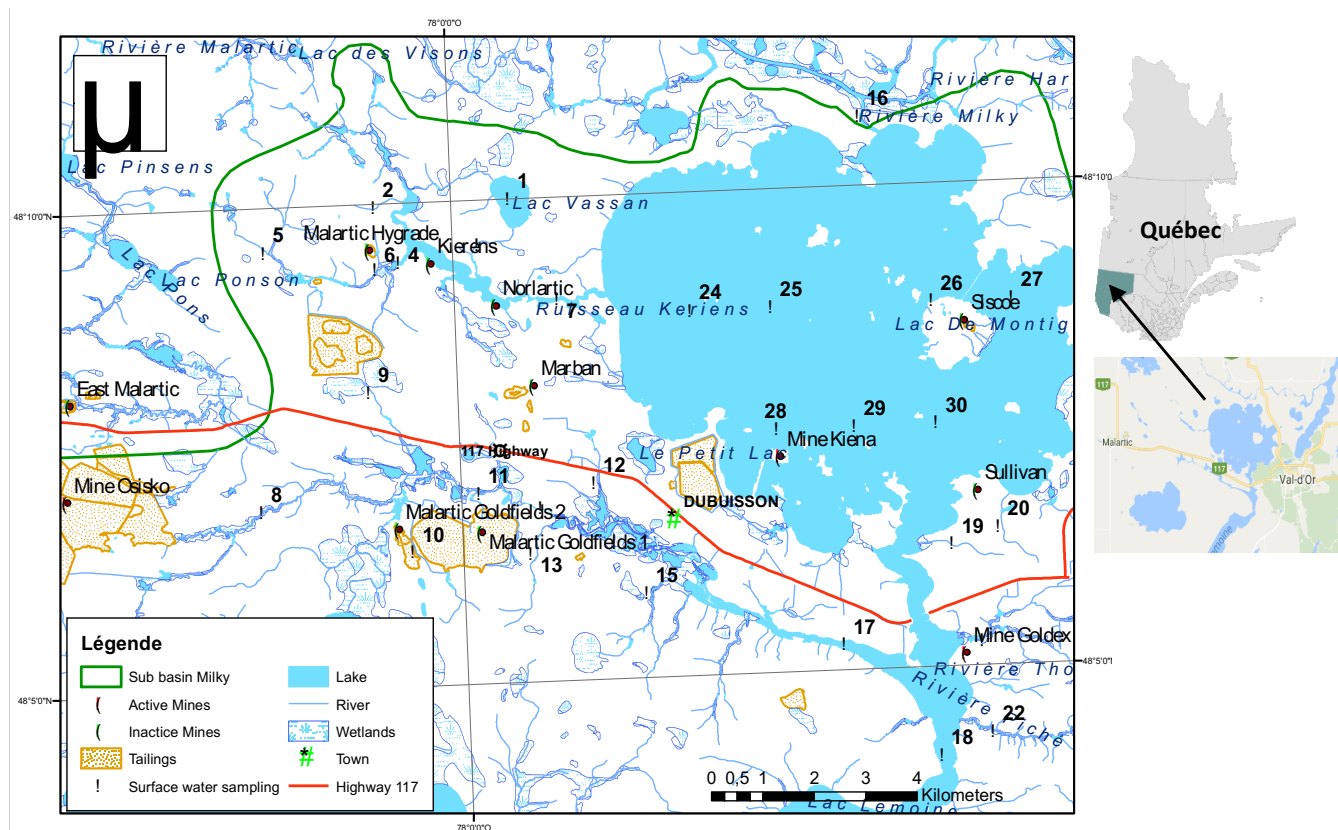 78°0'0"O
Rivière Malartic
Lac des Visons
Rivière Har
µ
16
Rivière Milky
Lac Pinsens
48°10'0
2
1
Lac Vassan
48°10'0"N
5
Malartic Hygrade
6
4
Kierens
Lac Ponson
Lac Pons
Norlartic
7
Ruisseau Keriens
24
25
26
27
Siscoe
Lac De Montig
9
Marban
East Malartic
28
29
30
Mine Kiena
Le Petit Lac
117 Highway
11
12
Sullivan
Mine Osisko
8
DUBUISSON
Malartic Goldfields 2
10
Malartic Goldfields 1
13
19
20
15
17
Mine Goldex
Rivière Tho
48°5'0"I
Rivière Piché
48°5'0"N
22
18
Lac Lemoine
0 0,5 1 2 3 4
Kilometers
78°0'0"O
Légende
Sub basin Milky
Active Mines
Inactice Mines
Tailings
Surface water sampling
Lake
River
Wetlands
Town
Highway 117
Québec
117
Malartic
117
Val-d'Or